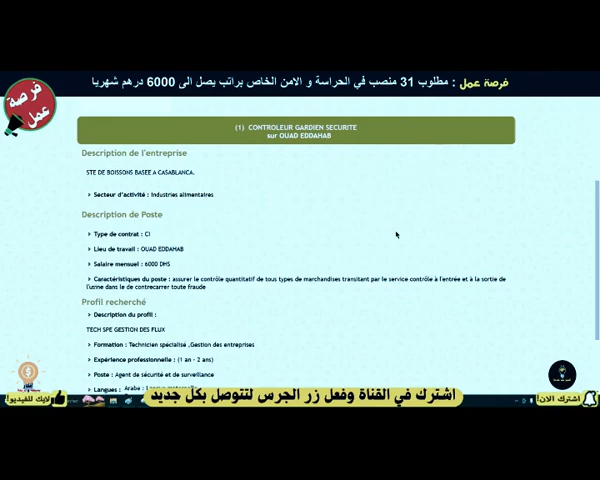 فرصة عمل : مطلوب 31 منصب في الحراسة و الامن الخاص براتب يصل الى 6000 درهم شهريا
فرصة
عمل
(1) CONTROLEUR GARDIEN SECURITE
sur OUAD EDDAHAB
Description de l'entreprise
STE DE BOISSONS BASEE A CASABLANCA.
Secteur d'activité : Industries alimentaires
Description de Poste
Type de contrat : CI
Lieu de travail : OUAD EDDAHAB
Salaire mensuel : 6000 DHS
Caractéristiques du poste : assurer le contrôle quantitatif de tous types de marchandises transitant par le service contrôle à l'entrée et à la sortie de
l'usine dans le de contrecarrer toute fraude
Profil recherché
Description du profil :
TECH SPE GESTION DES FLUX
Formation : Technicien spécialisé ,Gestion des entreprises
Expérience professionnelle : (1 an - 2 ans)
Poste : Agent de sécurité et de surveillance
Langues : Arabe :
اشترك في القناة وفعل زر الجرس لتتوصل بكل جديد
لايك للفيديو!
اشترك الان!